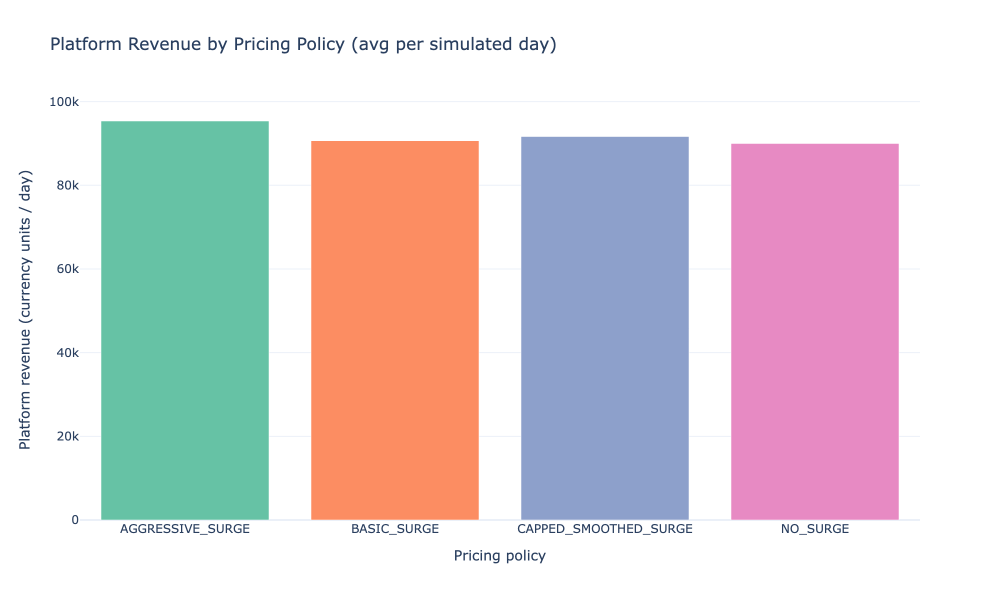 Platform Revenue by Pricing Policy (avg per simulated day)
Platform revenue (currency units / day)
100k
80k
60k
40k
20k
0
AGGRESSIVE_SURGE
BASIC_SURGE
CAPPED_SMOOTHED_SURGE
NO_SURGE
Pricing policy